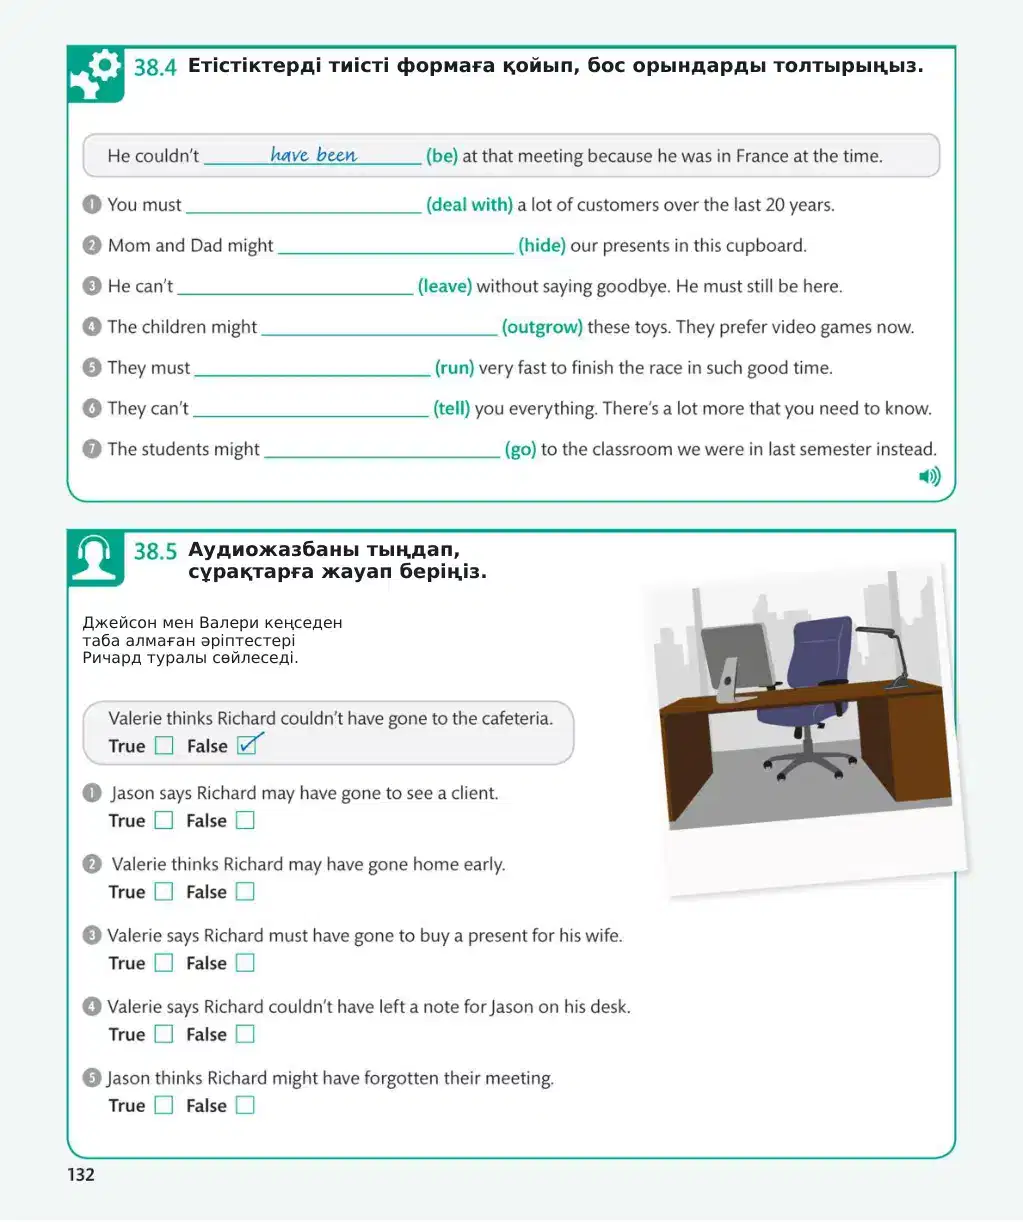 38.4 Етістіктерді тиісті формаға қойып, бос орындарды толтырыңыз.
He couldn't have been (be) at that meeting because he was in France at the time.
1 You must (deal with) a lot of customers over the last 20 years.
2 Mom and Dad might (hide) our presents in this cupboard.
3 He can't (leave) without saying goodbye. He must still be here.
4 The children might (outgrow) these toys. They prefer video games now.
5 They must (run) very fast to finish the race in such good time.
6 They can't (tell) you everything. There's a lot more that you need to know.
7 The students might (go) to the classroom we were in last semester instead.
38.5 Аудиожазбаны тыңдап,
сұрақтарға жауап беріңіз.
Джейсон мен Валери кеңседен
таба алмаған әріптестері
Ричард туралы сөйлеседі.
Valerie thinks Richard couldn't have gone to the cafeteria.
True False
1 Jason says Richard may have gone to see a client.
True False
2 Valerie thinks Richard may have gone home early.
True False
3 Valerie says Richard must have gone to buy a present for his wife.
True False
4 Valerie says Richard couldn't have left a note for Jason on his desk.
True False
5 Jason thinks Richard might have forgotten their meeting.
True False
132